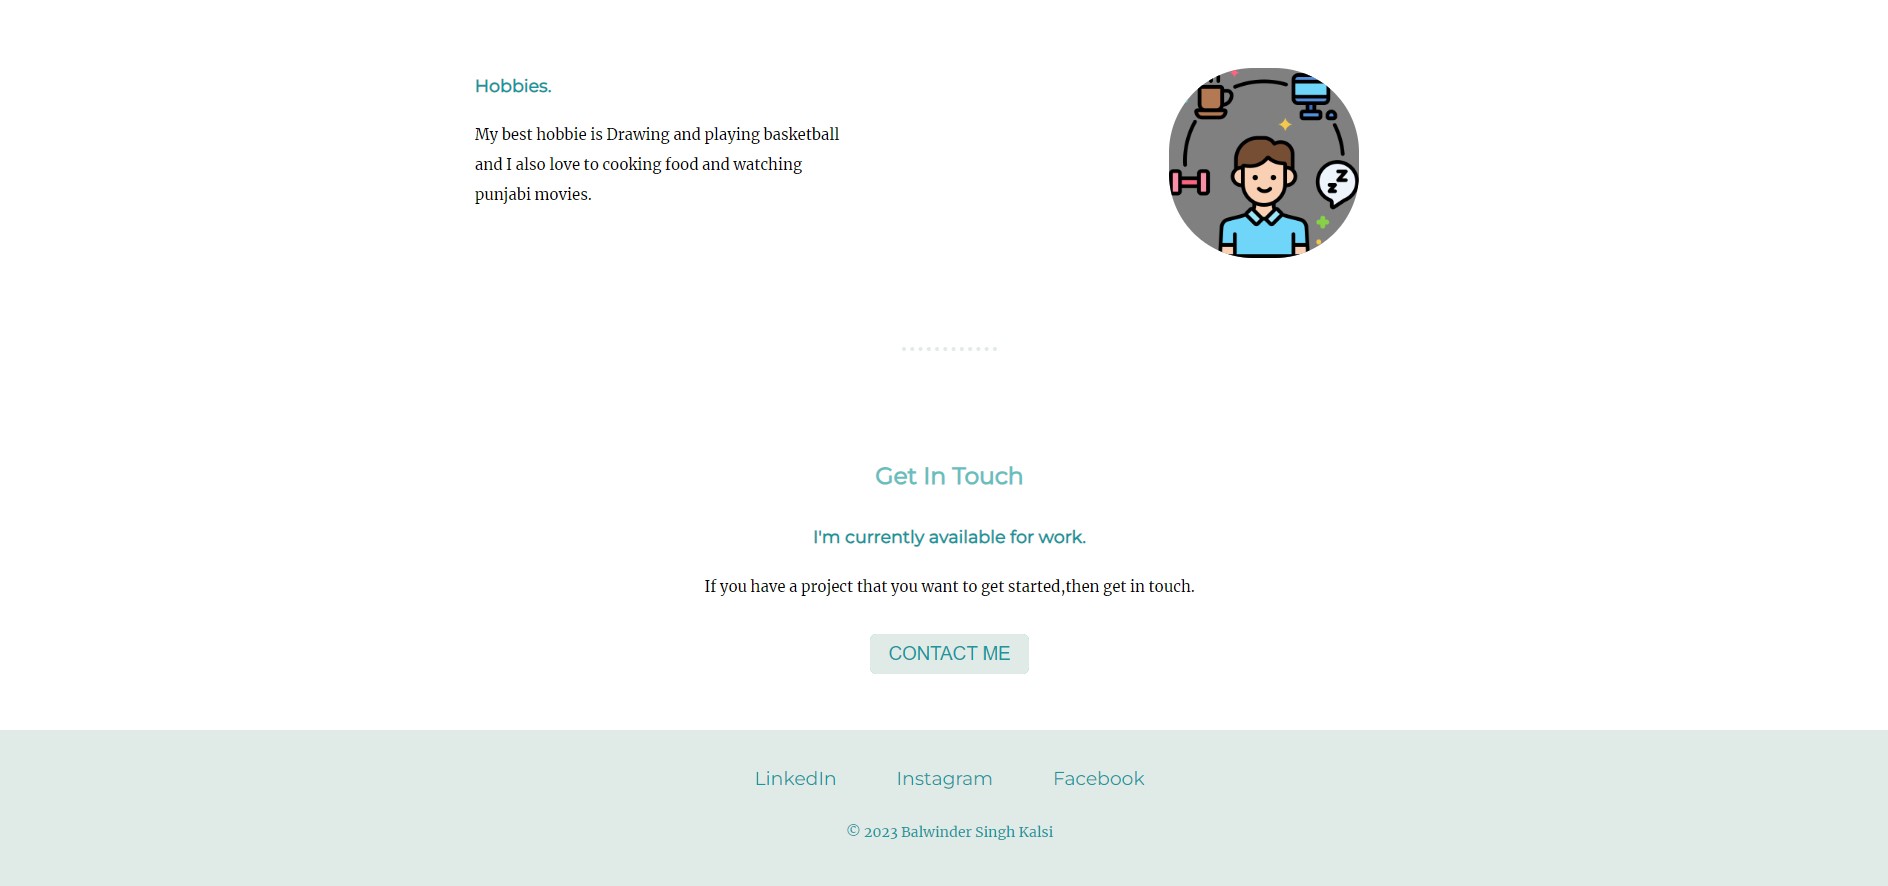 Hobbies.
My best hobbie is Drawing and playing basketball
and I also love to cooking food and watching
punjabi movies.
z z
Get In Touch
I'm currently available for work.
If you have a project that you want to get started,then get in touch.
CONTACT ME
LinkedIn Instagram Facebook
© 2023 Balwinder Singh Kalsi